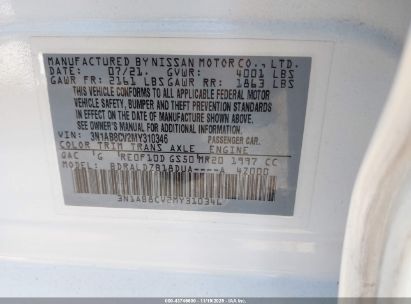 MANUFACTURED BY NISSAN MOTOR CO., LTD.
DATE: 07/21. GVWR: 4001 LBS
GAWR FR: 2161 LBS GAWR RR: 1863 LBS
THIS VEHICLE CONFORMS TO ALL APPLICABLE FEDERAL MOTOR
VEHICLE SAFETY, BUMPER AND THEFT PREVENTION STANDARDS
IN EFFECT ON THE DATE OF MANUFACTURE SHOWN ABOVE.
SEE OWNER'S MANUAL FOR ADDITIONAL INFORMATION
VIN: 3N1AB8CV2MY310346 PASSENGER CAR.
COLOR TRIM TRANS AXLE ENGINE
QAC G RE0F10D GS50 MR20 1997 CC
MODEL: BDRALDZB18DUA----A 42000
3N1AB8CV2MY310346